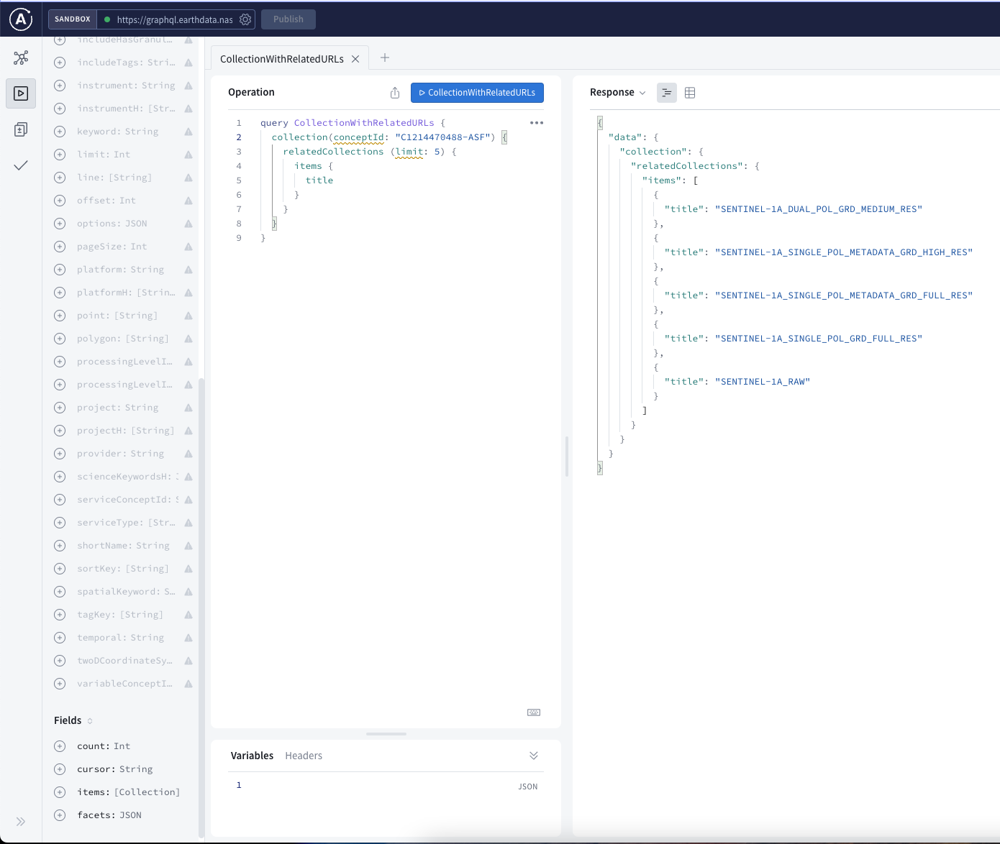 SANDBOX
https://graphql.earthdata.nas
Publish
includeHasGranul…
includeTags: Stri…
instrument: String
instrumentH: [Str…
keyword: String
limit: Int
line: [String]
offset: Int
options: JSON
pageSize: Int
platform: String
platformH: [Strin…
point: [String]
polygon: [String]
processingLevelI…
processingLevelI…
project: String
projectH: [String]
provider: String
scienceKeywordsH:
serviceConceptId: S
serviceType: [Str…
shortName: String
sortKey: [String]
spatialKeyword: S…
tagKey: [String]
temporal: String
twoDCoordinateSy…
variableConceptI…
Fields
count: Int
cursor: String
items: [Collection]
facets: JSON
CollectionWithRelatedURLs
Operation
CollectionWithRelatedURLs
1 query CollectionWithRelatedURLs {
2 collection(conceptId: "C1214470488-ASF") {
3 relatedCollections (limit: 5) {
4 items {
5 title
6 }
7 }
8 }
9 }
Variables Headers
1
JSON
Response
{
"data": {
"collection": {
"relatedCollections": {
"items": [
{
"title": "SENTINEL-1A_DUAL_POL_GRD_MEDIUM_RES"
},
{
"title": "SENTINEL-1A_SINGLE_POL_METADATA_GRD_HIGH_RES"
},
{
"title": "SENTINEL-1A_SINGLE_POL_METADATA_GRD_FULL_RES"
},
{
"title": "SENTINEL-1A_SINGLE_POL_GRD_FULL_RES"
},
{
"title": "SENTINEL-1A_RAW"
}
]
}
}
}
}